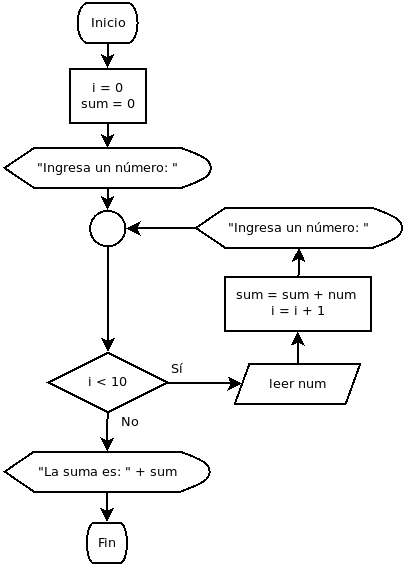 Inicio
i = 0
sum = 0
"Ingresa un número: "
"Ingresa un número: "
sum = sum + num
i = i + 1
i < 10
Sí
leer num
No
"La suma es: " + sum
Fin